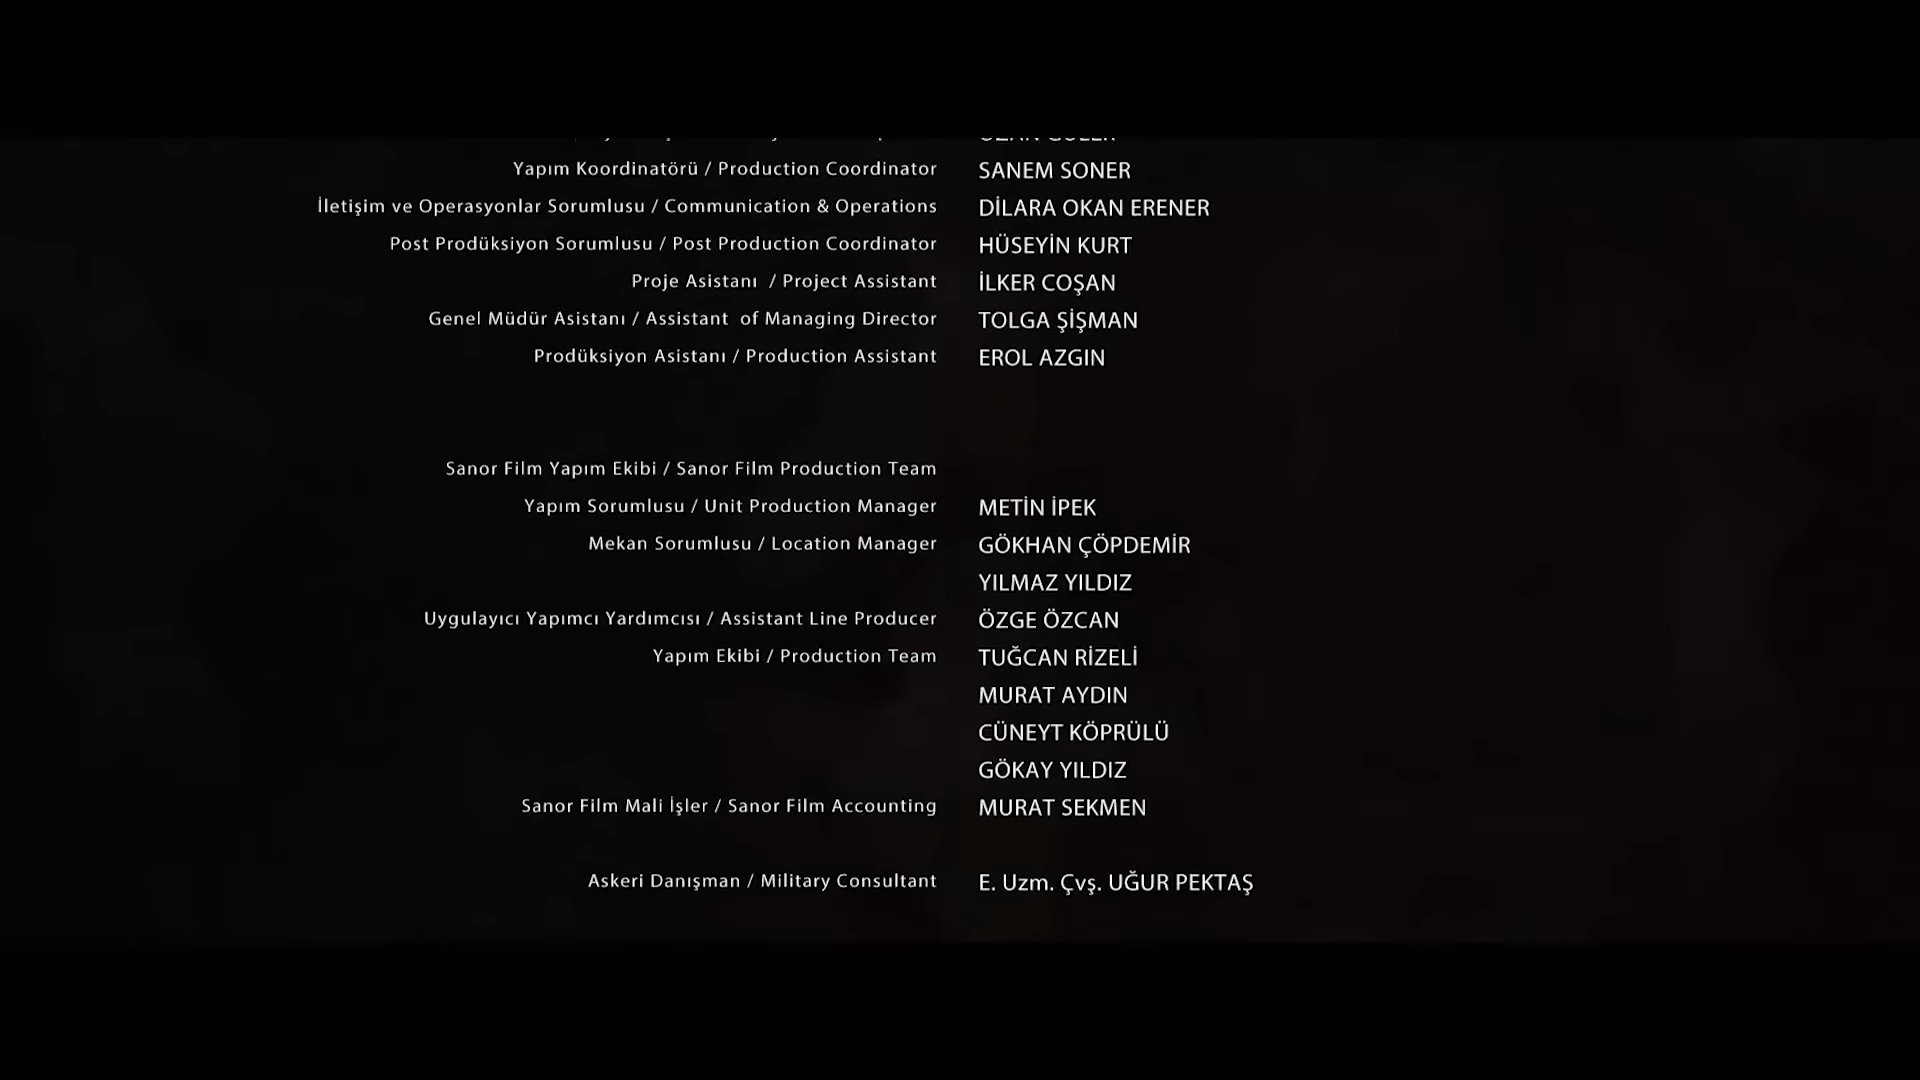 Yapım Koordinatörü / Production Coordinator SANEM SONER
İletişim ve Operasyonlar Sorumlusu / Communication & Operations DİLARA OKAN ERENER
Post Prodüksiyon Sorumlusu / Post Production Coordinator HÜSEYİN KURT
Proje Asistanı / Project Assistant İLKER COŞAN
Genel Müdür Asistanı / Assistant of Managing Director TOLGA ŞİŞMAN
Prodüksiyon Asistanı / Production Assistant EROL AZGIN
Sanor Film Yapım Ekibi / Sanor Film Production Team
Yapım Sorumlusu / Unit Production Manager METİN İPEK
Mekan Sorumlusu / Location Manager GÖKHAN ÇÖPDEMİR
YILMAZ YILDIZ
Uygulayıcı Yapımcı Yardımcısı / Assistant Line Producer ÖZGE ÖZCAN
Yapım Ekibi / Production Team TUĞCAN RİZELİ
MURAT AYDIN
CÜNEYT KÖPRÜLÜ
GÖKAY YILDIZ
Sanor Film Mali İşler / Sanor Film Accounting MURAT SEKMEN
Askeri Danışman / Military Consultant E. Uzm. Çvş. UĞUR PEKTAŞ